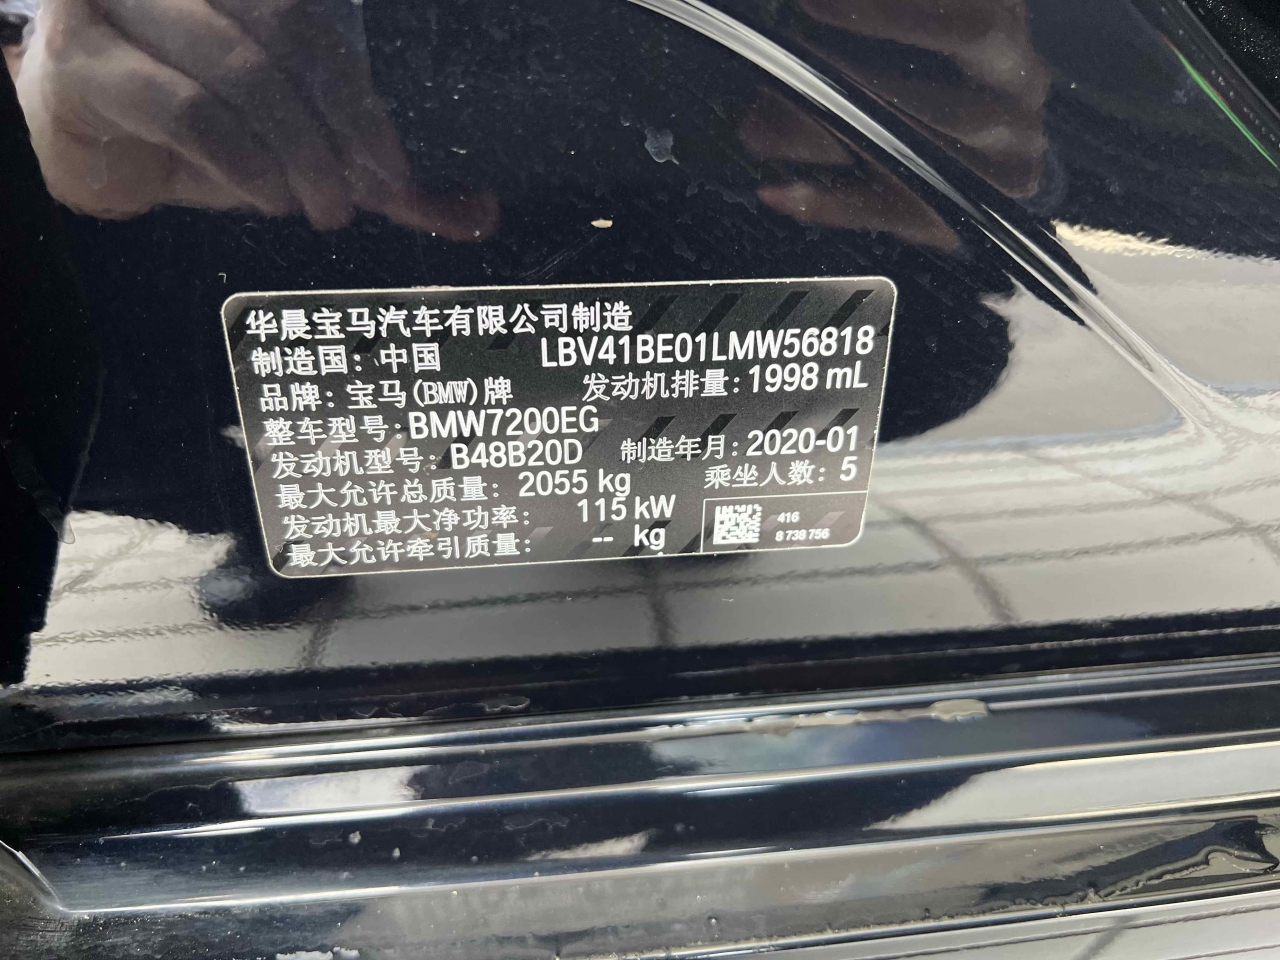 华晨宝马汽车有限公司制造
制造国：中国 LBV41BE01LMW56818
品牌：宝马(BMW)牌 发动机排量：1998 mL
整车型号：BMW7200EG
发动机型号：B48B20D 制造年月：2020-01
最大允许总质量：2055 kg 乘坐人数：5
发动机最大净功率：115 kW
最大允许牵引质量：-- kg
416
8 738 756